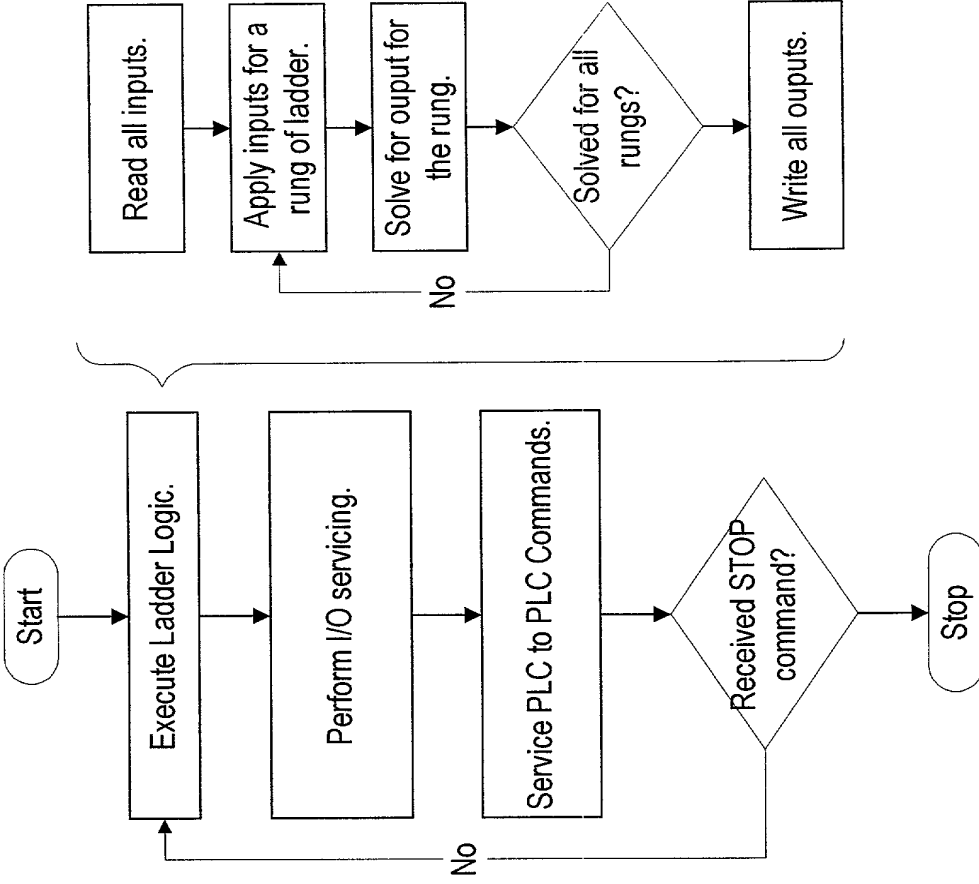 Start
Execute Ladder Logic.
Perform I/O servicing.
Service PLC to PLC Commands.
Received STOP
command?
No
Stop
Read all inputs.
Apply inputs for a
rung of ladder.
Solve for ouput for
the rung.
Solved for all
rungs?
No
Write all ouputs.